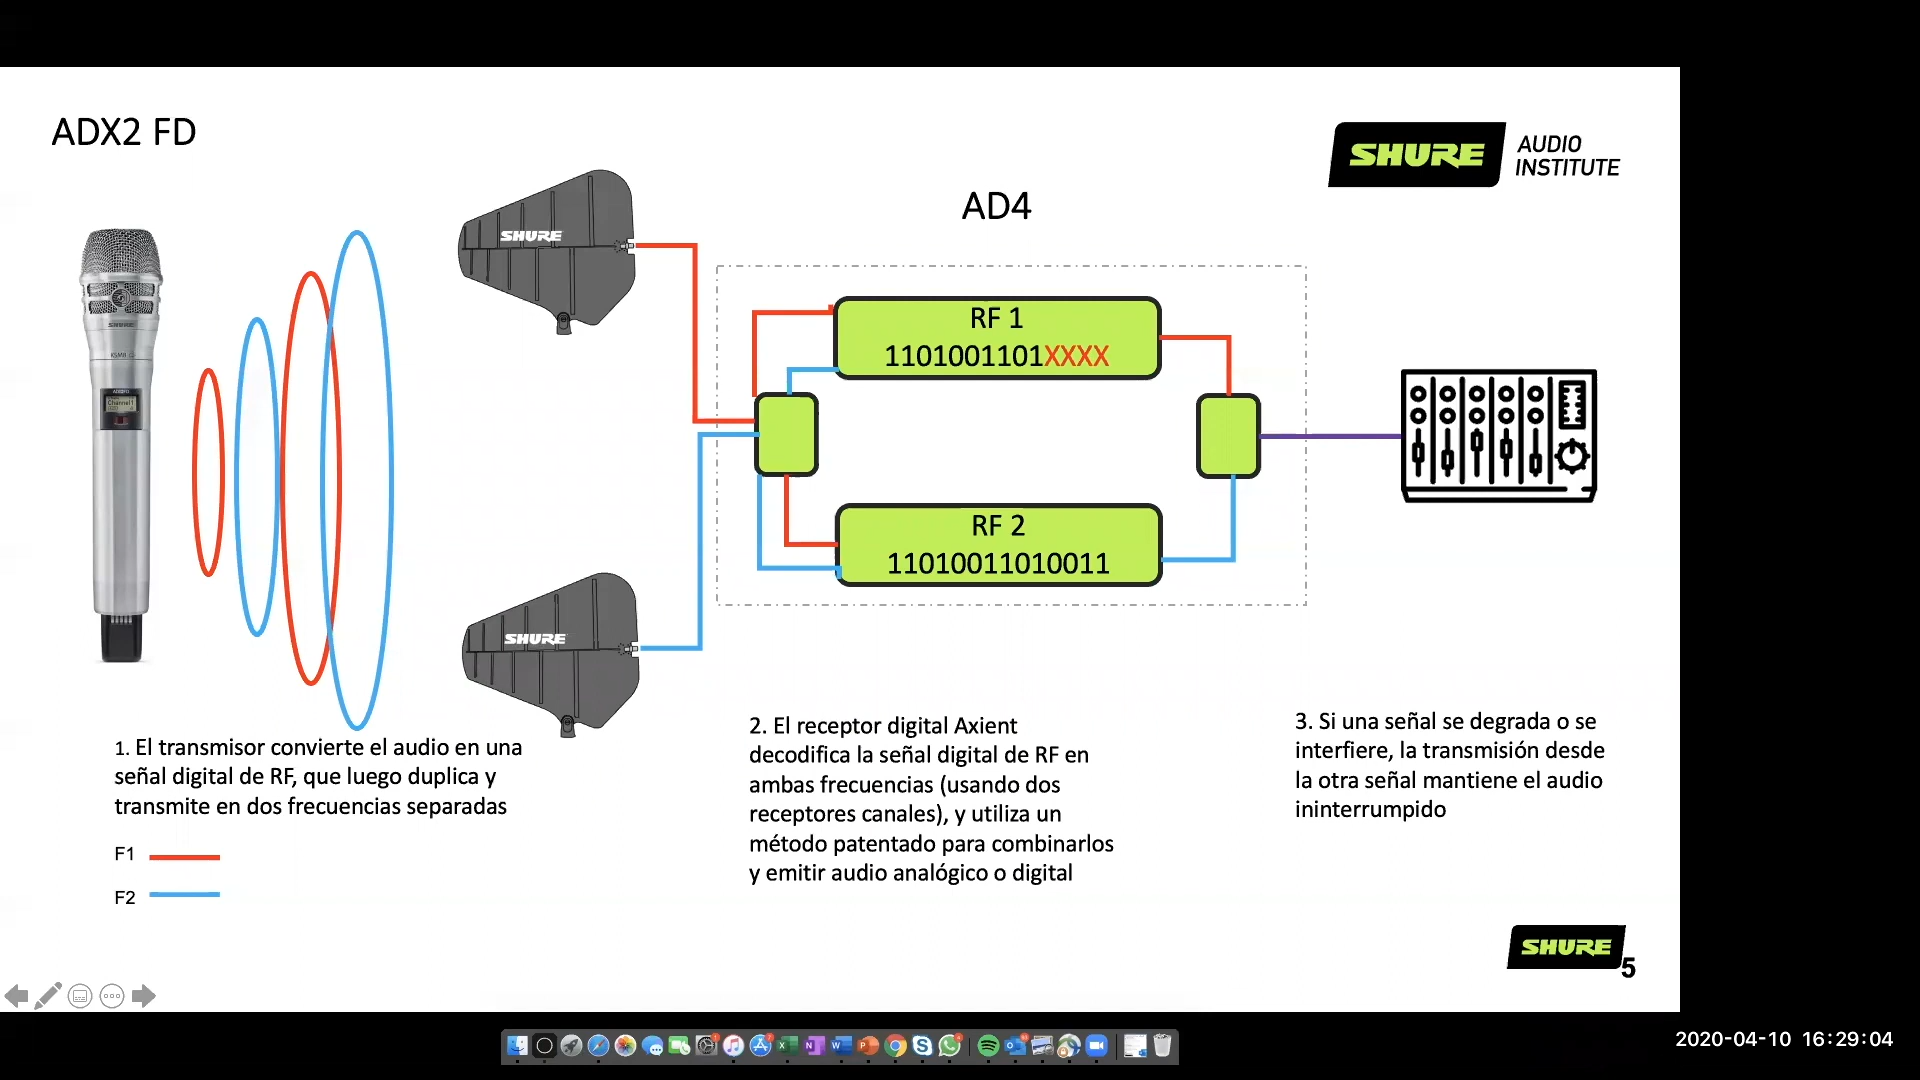 ADX2 FD
SHURE AUDIO
INSTITUTE
AD4
SHURE
RF 1
1101001101XXXX
RF 2
11010011010011
SHURE
1. El transmisor convierte el audio en una
señal digital de RF, que luego duplica y
transmite en dos frecuencias separadas
F1
F2
2. El receptor digital Axient
decodifica la señal digital de RF en
ambas frecuencias (usando dos
receptores canales), y utiliza un
método patentado para combinarlos
y emitir audio analógico o digital
3. Si una señal se degrada o se
interfiere, la transmisión desde
la otra señal mantiene el audio
ininterrumpido
SHURE
5
2020-04-10 16:29:04